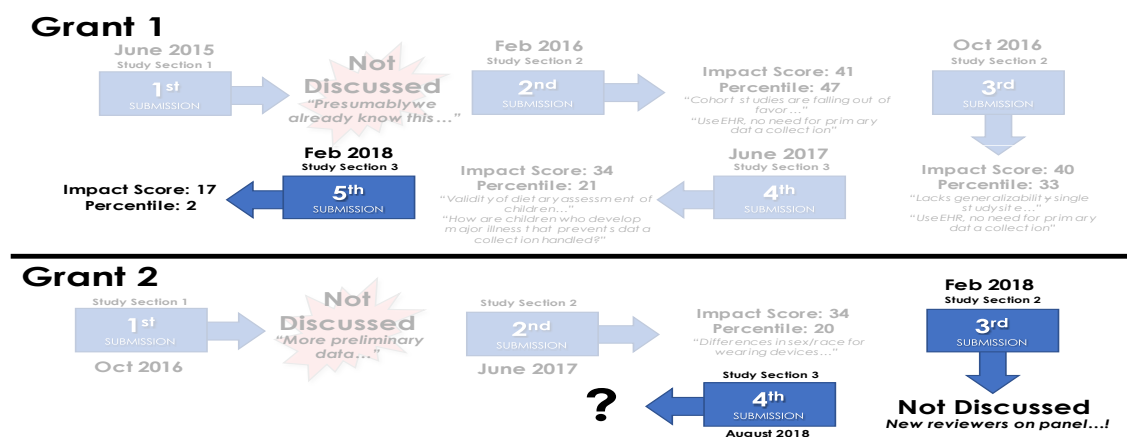 Grant 1
June 2015
Study Section 1
1st
SUBMISSION
Not
Discussed
"Presumably we
already know this…"
Feb 2016
Study Section 2
2nd
SUBMISSION
Impact Score: 41
Percentile: 47
"Cohort studies are falling out of
favor…"
"Use EHR, no need for primary
data collection"
Oct 2016
Study Section 2
3rd
SUBMISSION
Impact Score: 40
Percentile: 33
"Lacks generalizability single
study site…"
"Use EHR, no need for primary
data collection"
June 2017
Study Section 3
4th
SUBMISSION
Impact Score: 34
Percentile: 21
"Validity of dietary assessment of
children…"
"How are children who develop
major illness that prevents data
collection handled?"
Feb 2018
Study Section 3
5th
SUBMISSION
Impact Score: 17
Percentile: 2
Grant 2
Study Section 1
1st
SUBMISSION
Oct 2016
Not
Discussed
"More preliminary
data…"
Study Section 2
2nd
SUBMISSION
June 2017
Impact Score: 34
Percentile: 20
"Differences in sex/race for
wearing devices…"
Feb 2018
Study Section 2
3rd
SUBMISSION
Not Discussed
New reviewers on panel…!
Study Section 3
4th
SUBMISSION
August 2018
?